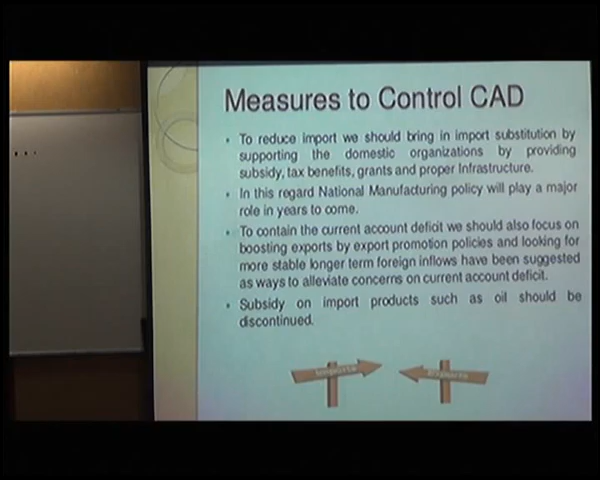 Measures to Control CAD
• To reduce import we should bring in import substitution by
supporting the domestic organizations by providing
subsidy, tax benefits, grants and proper Infrastructure.
• In this regard National Manufacturing policy will play a major
role in years to come.
• To contain the current account deficit we should also focus on
boosting exports by export promotion policies and looking for
more stable longer term foreign inflows have been suggested
as ways to alleviate concerns on current account deficit.
• Subsidy on import products such as oil should be
discontinued.
Imports
Exports